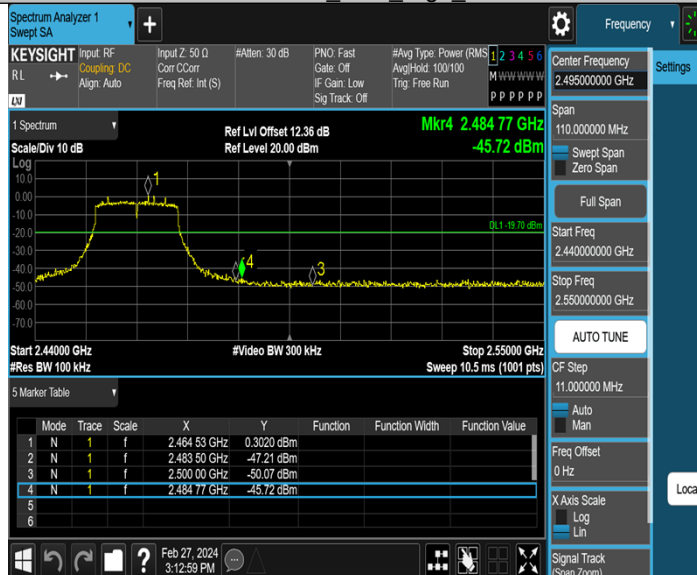 Spectrum Analyzer 1
Swept SA
Frequency
KEYSIGHT
RL
LXI
Input: RF
Coupling: DC
Align: Auto
Input Z: 50 Ω
Corr CCorr
Freq Ref: Int (S)
#Atten: 30 dB
PNO: Fast
Gate: Off
IF Gain: Low
Sig Track: Off
#Avg Type: Power (RMS
Avg|Hold: 100/100
Trig: Free Run
1 2 3 4 5 6
M W W W W W
P P P P P P
Center Frequency
2.495000000 GHz
Settings
1 Spectrum
Scale/Div 10 dB
Ref Lvl Offset 12.36 dB
Ref Level 20.00 dBm
Mkr4 2.484 77 GHz
-45.72 dBm
Log
10.0
0.00
-10.0
-20.0
-30.0
-40.0
-50.0
-60.0
-70.0
1
DL1 -19.70 dBm
4
3
Start 2.44000 GHz
#Res BW 100 kHz
#Video BW 300 kHz
Stop 2.55000 GHz
Sweep 10.5 ms (1001 pts)
Span
110.000000 MHz
Swept Span
Zero Span
Full Span
Start Freq
2.440000000 GHz
Stop Freq
2.550000000 GHz
AUTO TUNE
CF Step
11.000000 MHz
Auto
Man
Freq Offset
0 Hz
X Axis Scale
Log
Lin
Signal Track
(Span Zoom)
Loca
5 Marker Table
Mode Trace Scale X Y Function Function Width Function Value
1 N 1 f 2.464 53 GHz 0.3020 dBm
2 N 1 f 2.483 50 GHz -47.21 dBm
3 N 1 f 2.500 00 GHz -50.07 dBm
4 N 1 f 2.484 77 GHz -45.72 dBm
5
6
?
Feb 27, 2024
3:12:59 PM